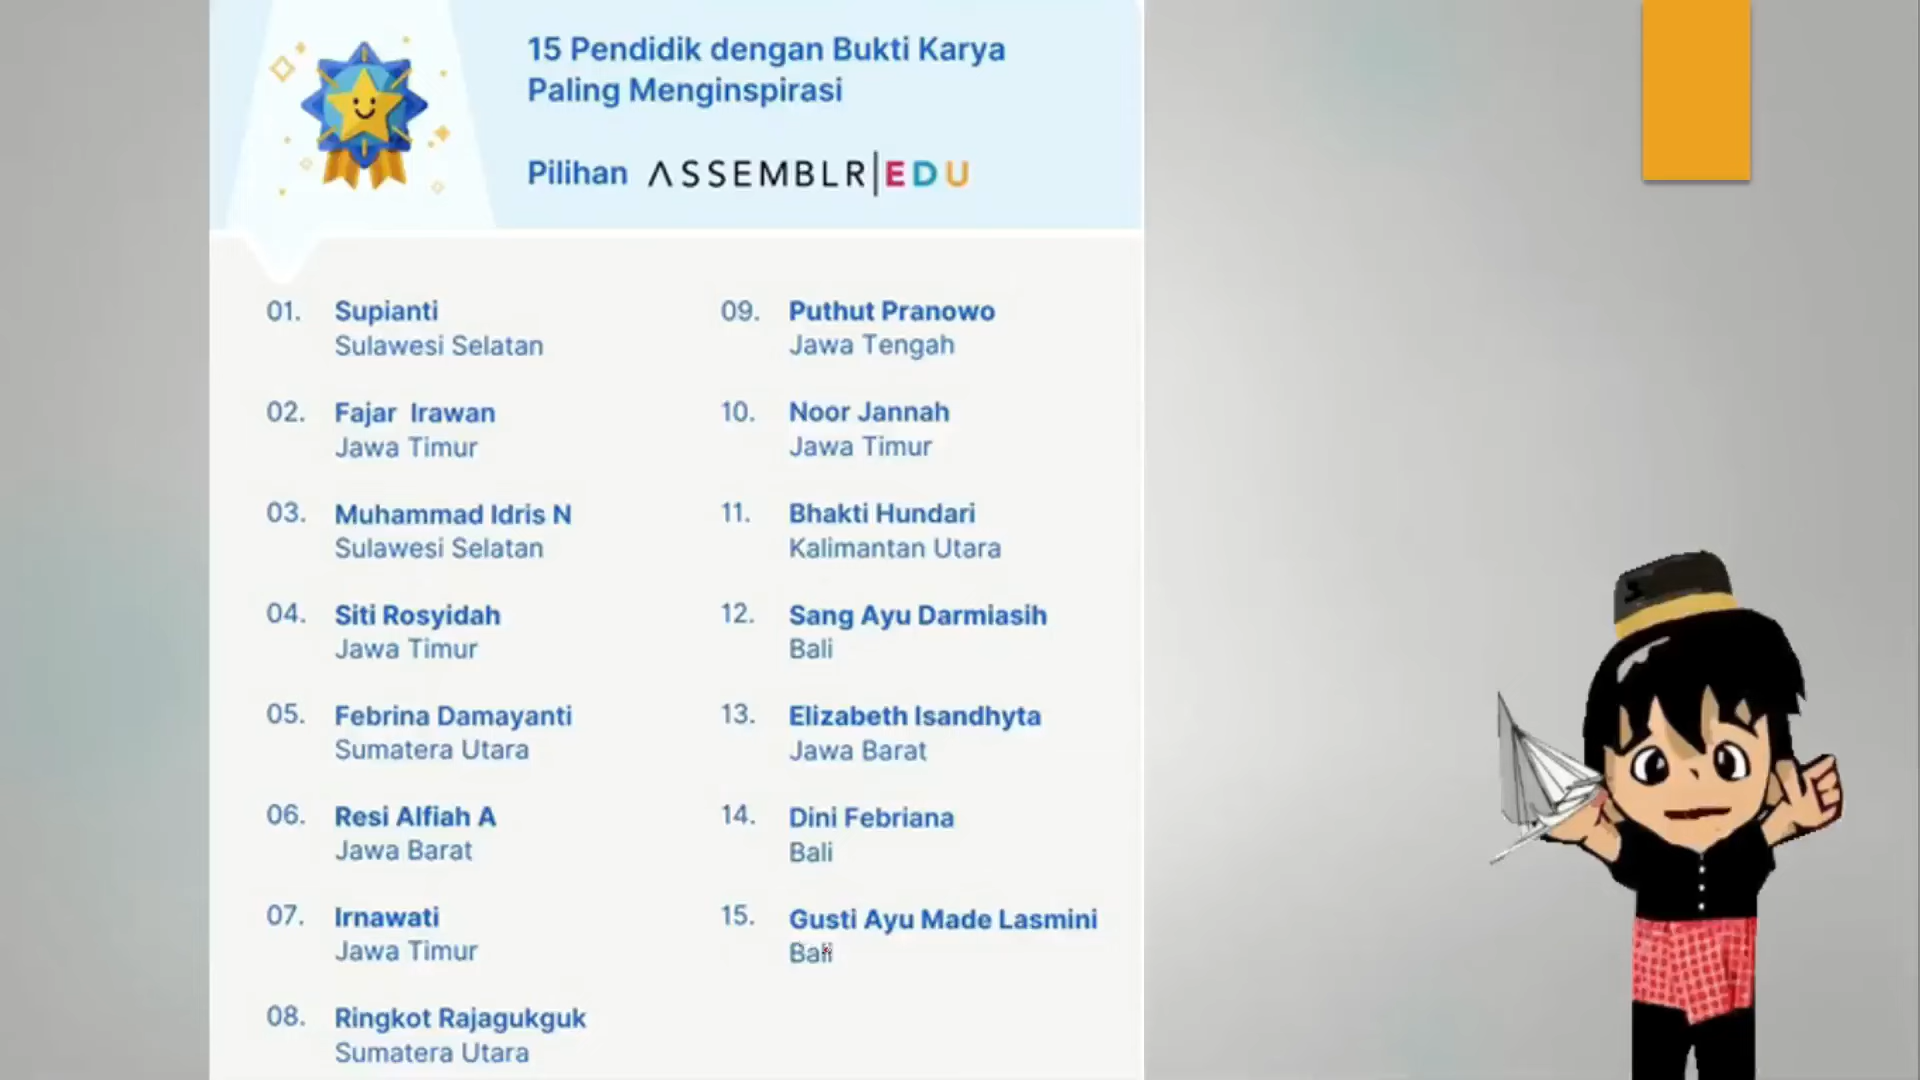 15 Pendidik dengan Bukti Karya
Paling Menginspirasi
Pilihan ASSEMBLR|EDU
01. Supianti
Sulawesi Selatan
02. Fajar Irawan
Jawa Timur
03. Muhammad Idris N
Sulawesi Selatan
04. Siti Rosyidah
Jawa Timur
05. Febrina Damayanti
Sumatera Utara
06. Resi Alfiah A
Jawa Barat
07. Irnawati
Jawa Timur
08. Ringkot Rajagukguk
Sumatera Utara
09. Puthut Pranowo
Jawa Tengah
10. Noor Jannah
Jawa Timur
11. Bhakti Hundari
Kalimantan Utara
12. Sang Ayu Darmiasih
Bali
13. Elizabeth Isandhyta
Jawa Barat
14. Dini Febriana
Bali
15. Gusti Ayu Made Lasmini
Bali